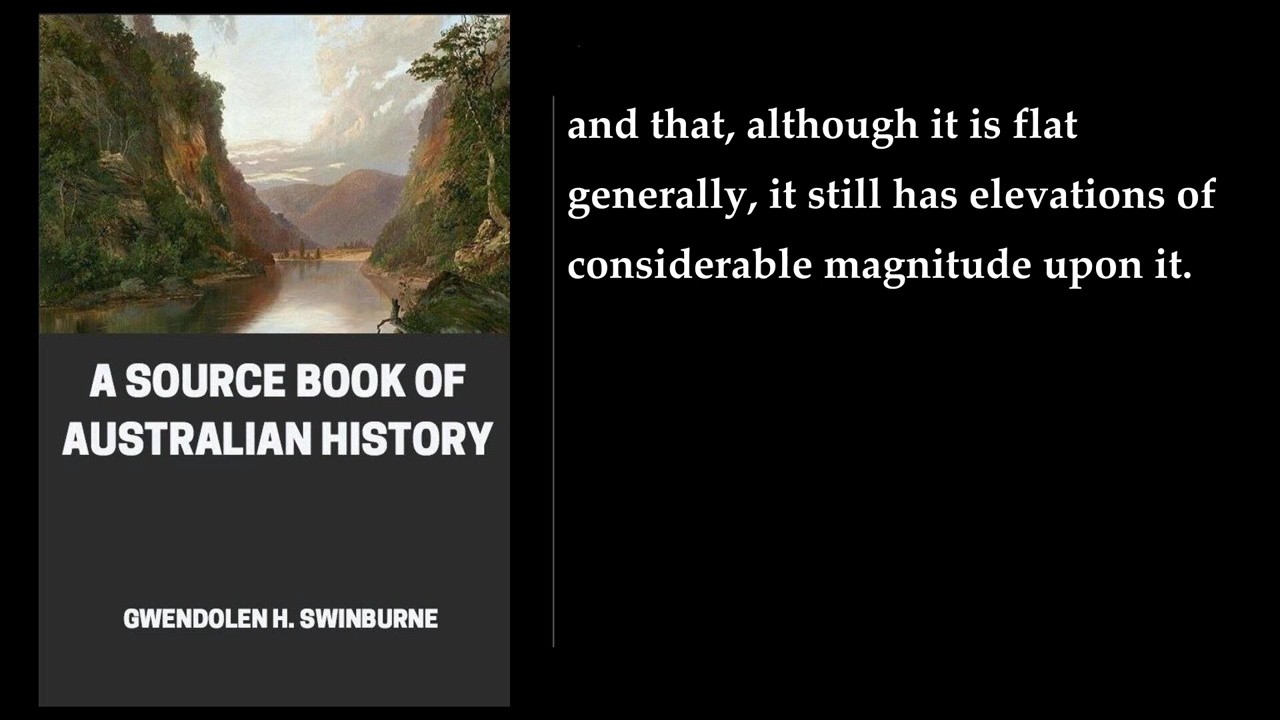 A SOURCE BOOK OF
AUSTRALIAN HISTORY
GWENDOLEN H. SWINBURNE
and that, although it is flat
generally, it still has elevations of
considerable magnitude upon it.